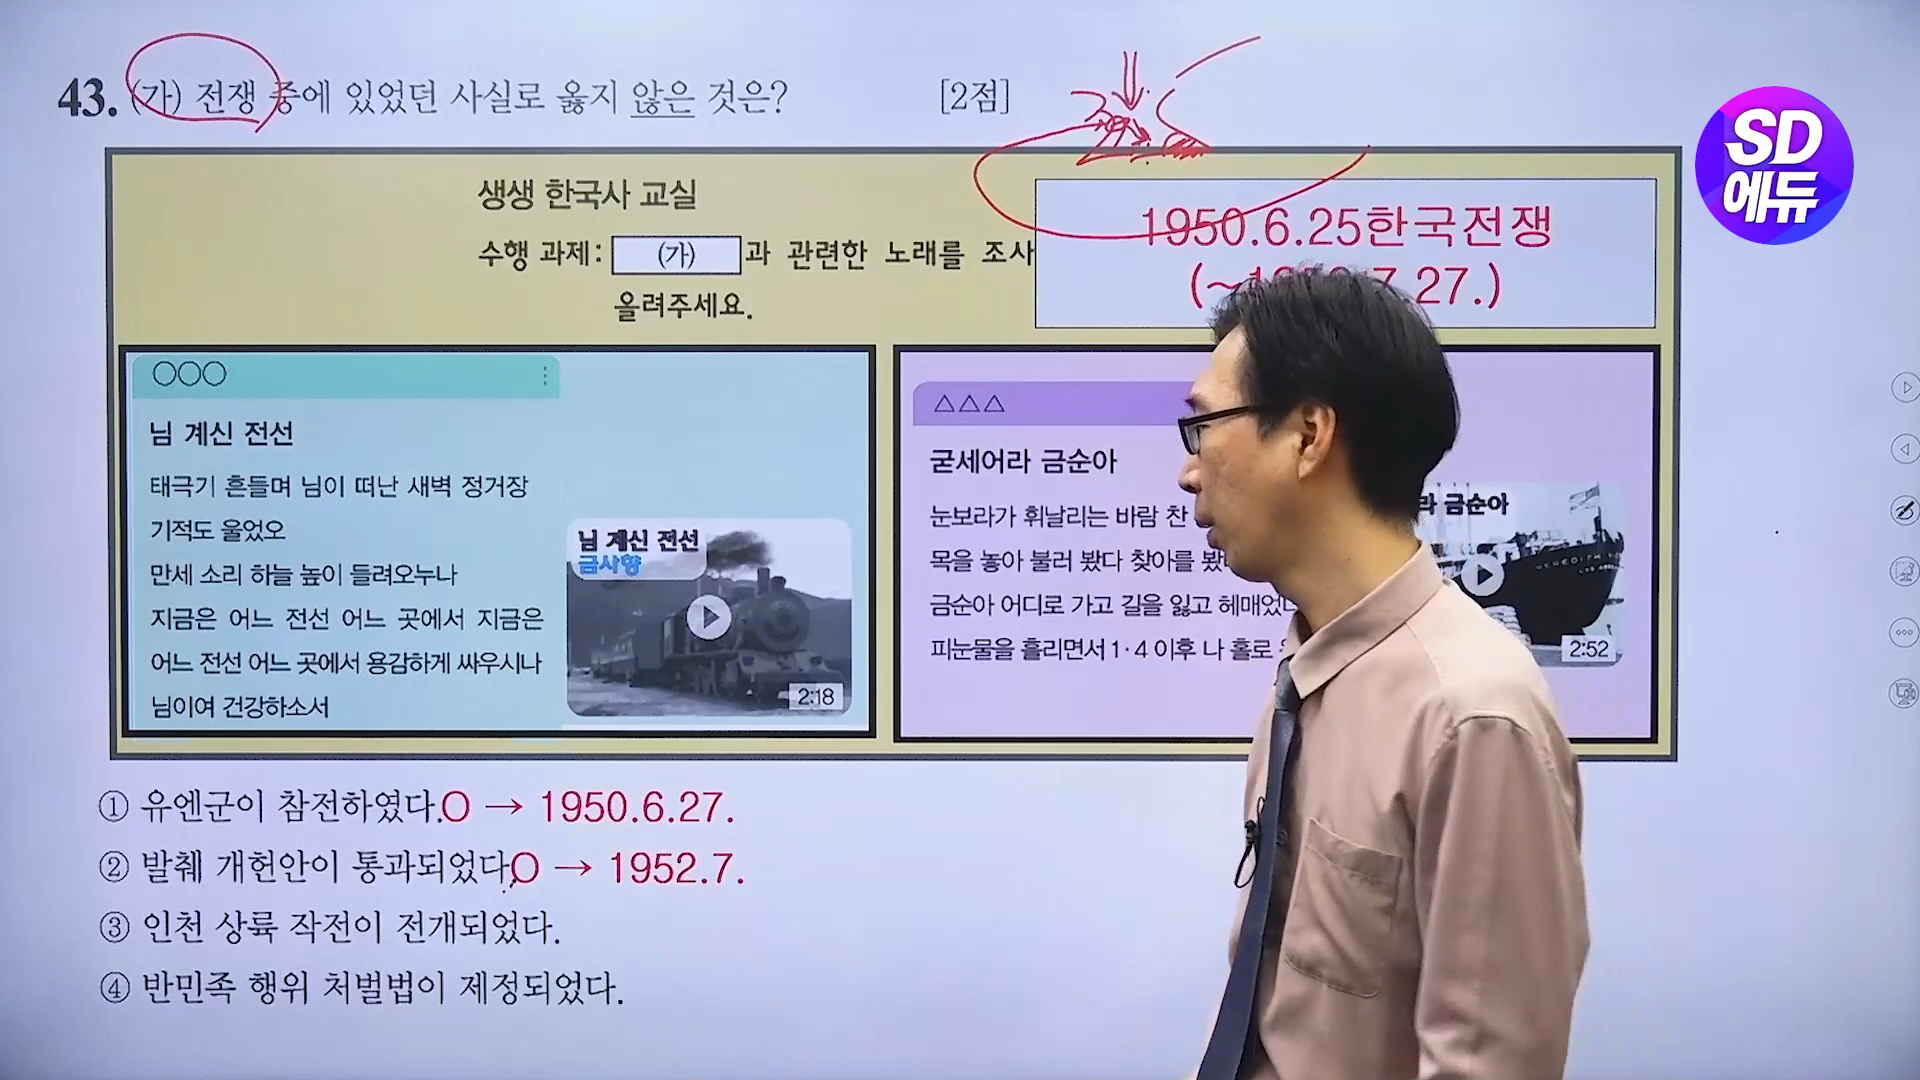 43. (가) 전쟁 중에 있었던 사실로 옳지 않은 것은? [2점]
SD
에듀
생생 한국사 교실
수행 과제: (가) 과 관련한 노래를 조사
올려주세요.
1950.6.25한국전쟁
7.27.)
○○○
님 계신 전선
태극기 흔들며 님이 떠난 새벽 정거장
기적도 울었오
만세 소리 하늘 높이 들려오누나
지금은 어느 전선 어느 곳에서 지금은
어느 전선 어느 곳에서 용감하게 싸우시나
님이여 건강하소서
님 계신 전선
금사향
2:18
△△△
굳세어라 금순아
눈보라가 휘날리는 바람 찬
목을 놓아 불러 봤다 찾아를
금순아 어디로 가고 길을 잃고
피눈물을 흘리면서 1·4 이후 나 홀로
라 금순아
2:52
① 유엔군이 참전하였다.O → 1950.6.27.
② 발췌 개헌안이 통과되었다.O → 1952.7.
③ 인천 상륙 작전이 전개되었다.
④ 반민족 행위 처벌법이 제정되었다.